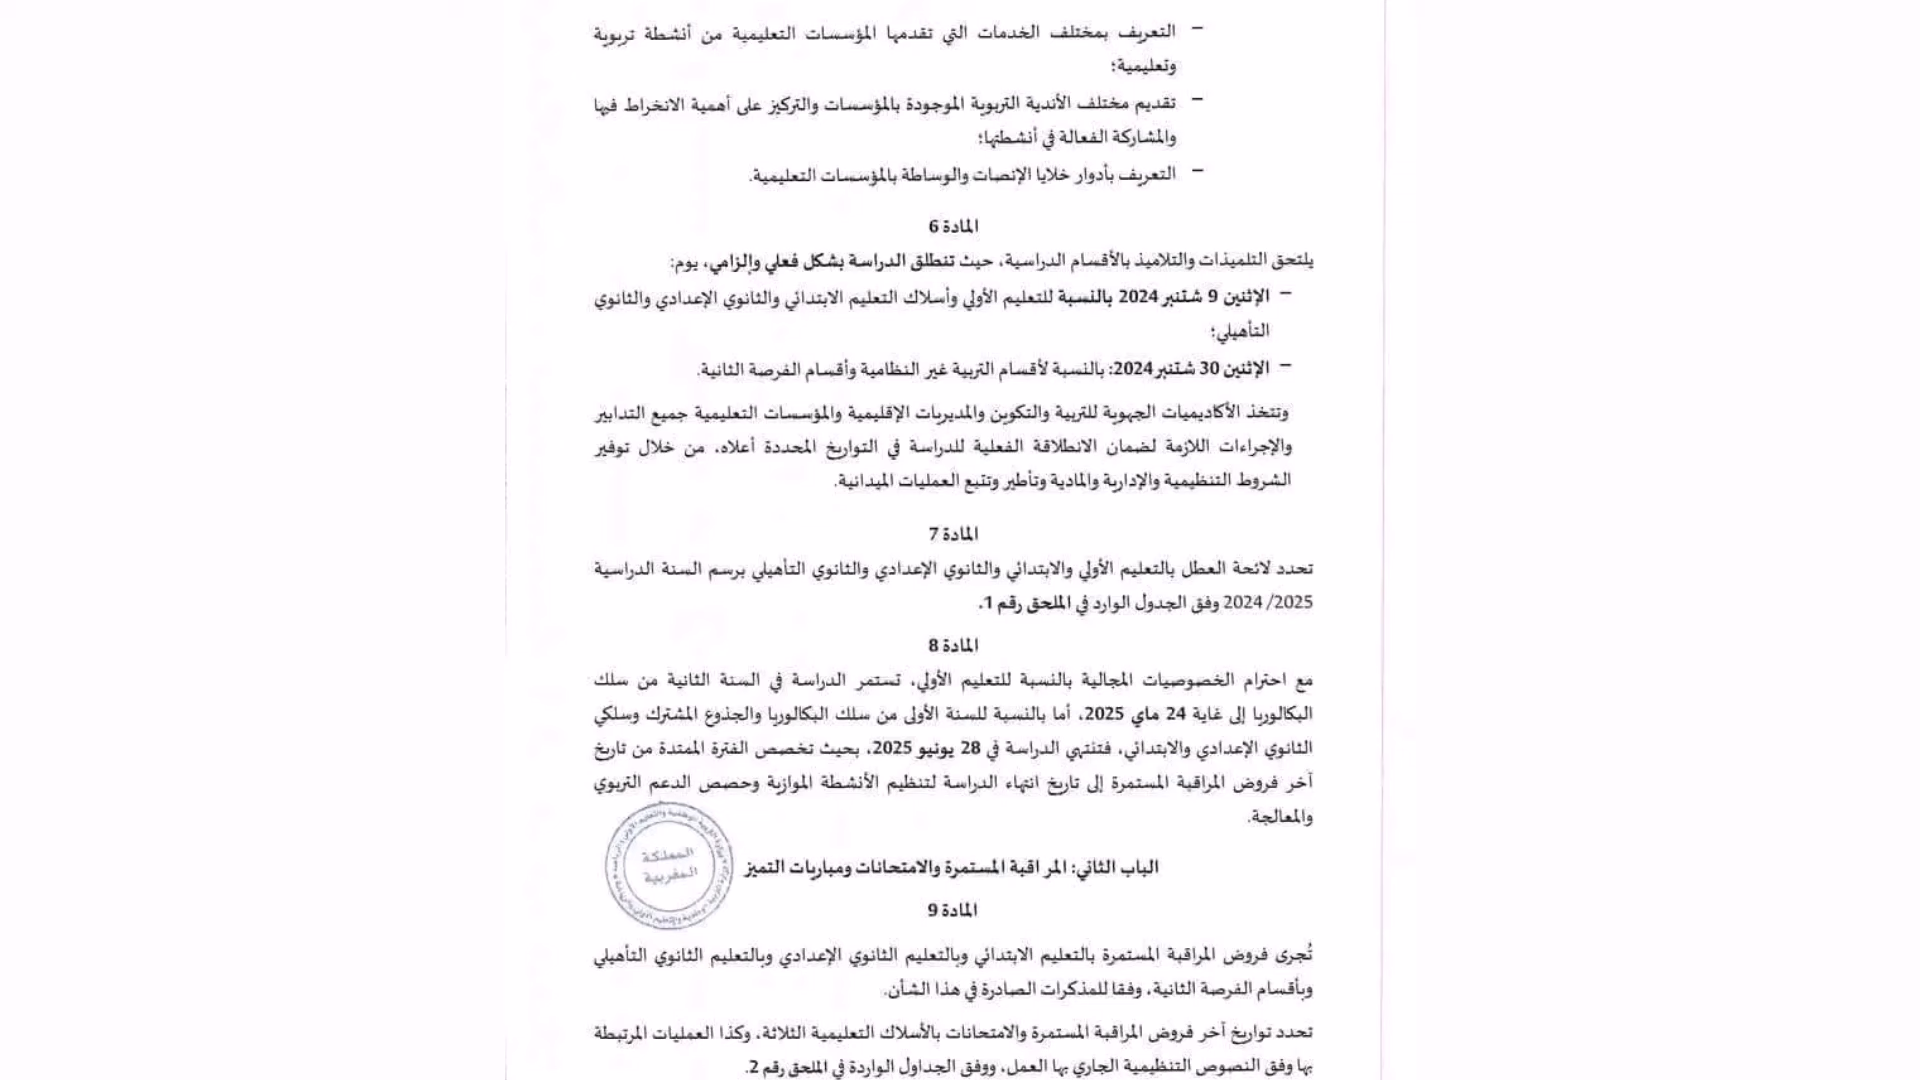 – التعريف بمختلف الخدمات التي تقدمها المؤسسات التعليمية من أنشطة تربوية
وتعليمية؛
– تقديم مختلف الأندية التربوية الموجودة بالمؤسسات والتركيز على أهمية الانخراط فيها
والمشاركة الفعالة في أنشطتها؛
– التعريف بأدوار خلايا الإنصات والوساطة بالمؤسسات التعليمية.
المادة 6
يلتحق التلميذات والتلاميذ بالأقسام الدراسية، حيث تنطلق الدراسة بشكل فعلي وإلزامي، يوم:
– الإثنين 9 شتنبر 2024 بالنسبة للتعليم الأولي وأسلاك التعليم الابتدائي والثانوي الإعدادي والثانوي
التأهيلي؛
– الإثنين 30 شتنبر 2024: بالنسبة لأقسام التربية غير النظامية وأقسام الفرصة الثانية.
وتتخذ الأكاديميات الجهوية للتربية والتكوين والمديريات الإقليمية والمؤسسات التعليمية جميع التدابير
والإجراءات اللازمة لضمان الانطلاقة الفعلية للدراسة في التواريخ المحددة أعلاه، من خلال توفير
الشروط التنظيمية والإدارية والمادية وتأطير وتتبع العمليات الميدانية.
المادة 7
تحدد لائحة العطل بالتعليم الأولي والابتدائي والثانوي الإعدادي والثانوي التأهيلي برسم السنة الدراسية
2024/2025 وفق الجدول الوارد في الملحق رقم 1.
المادة 8
مع احترام الخصوصيات المجالية بالنسبة للتعليم الأولي، تستمر الدراسة في السنة الثانية من سلك
البكالوريا إلى غاية 24 ماي 2025، أما بالنسبة للسنة الأولى من سلك البكالوريا والجذوع المشترك وسلكي
الثانوي الإعدادي والابتدائي، فتنتهي الدراسة في 28 يونيو 2025، بحيث تخصص الفترة الممتدة من تاريخ
آخر فروض المراقبة المستمرة إلى تاريخ انتهاء الدراسة لتنظيم الأنشطة الموازية وحصص الدعم التربوي
والمعالجة.
المملكة
المغربية
الباب الثاني: المراقبة المستمرة والامتحانات ومباريات التميز
المادة 9
تُجرى فروض المراقبة المستمرة بالتعليم الابتدائي وبالتعليم الثانوي الإعدادي وبالتعليم الثانوي التأهيلي
وبأقسام الفرصة الثانية، وفقا للمذكرات الصادرة في هذا الشأن.
تحدد تواريخ آخر فروض المراقبة المستمرة والامتحانات بالأسلاك التعليمية الثلاثة، وكذا العمليات المرتبطة
بها وفق النصوص التنظيمية الجاري بها العمل، ووفق الجداول الواردة في الملحق رقم 2.